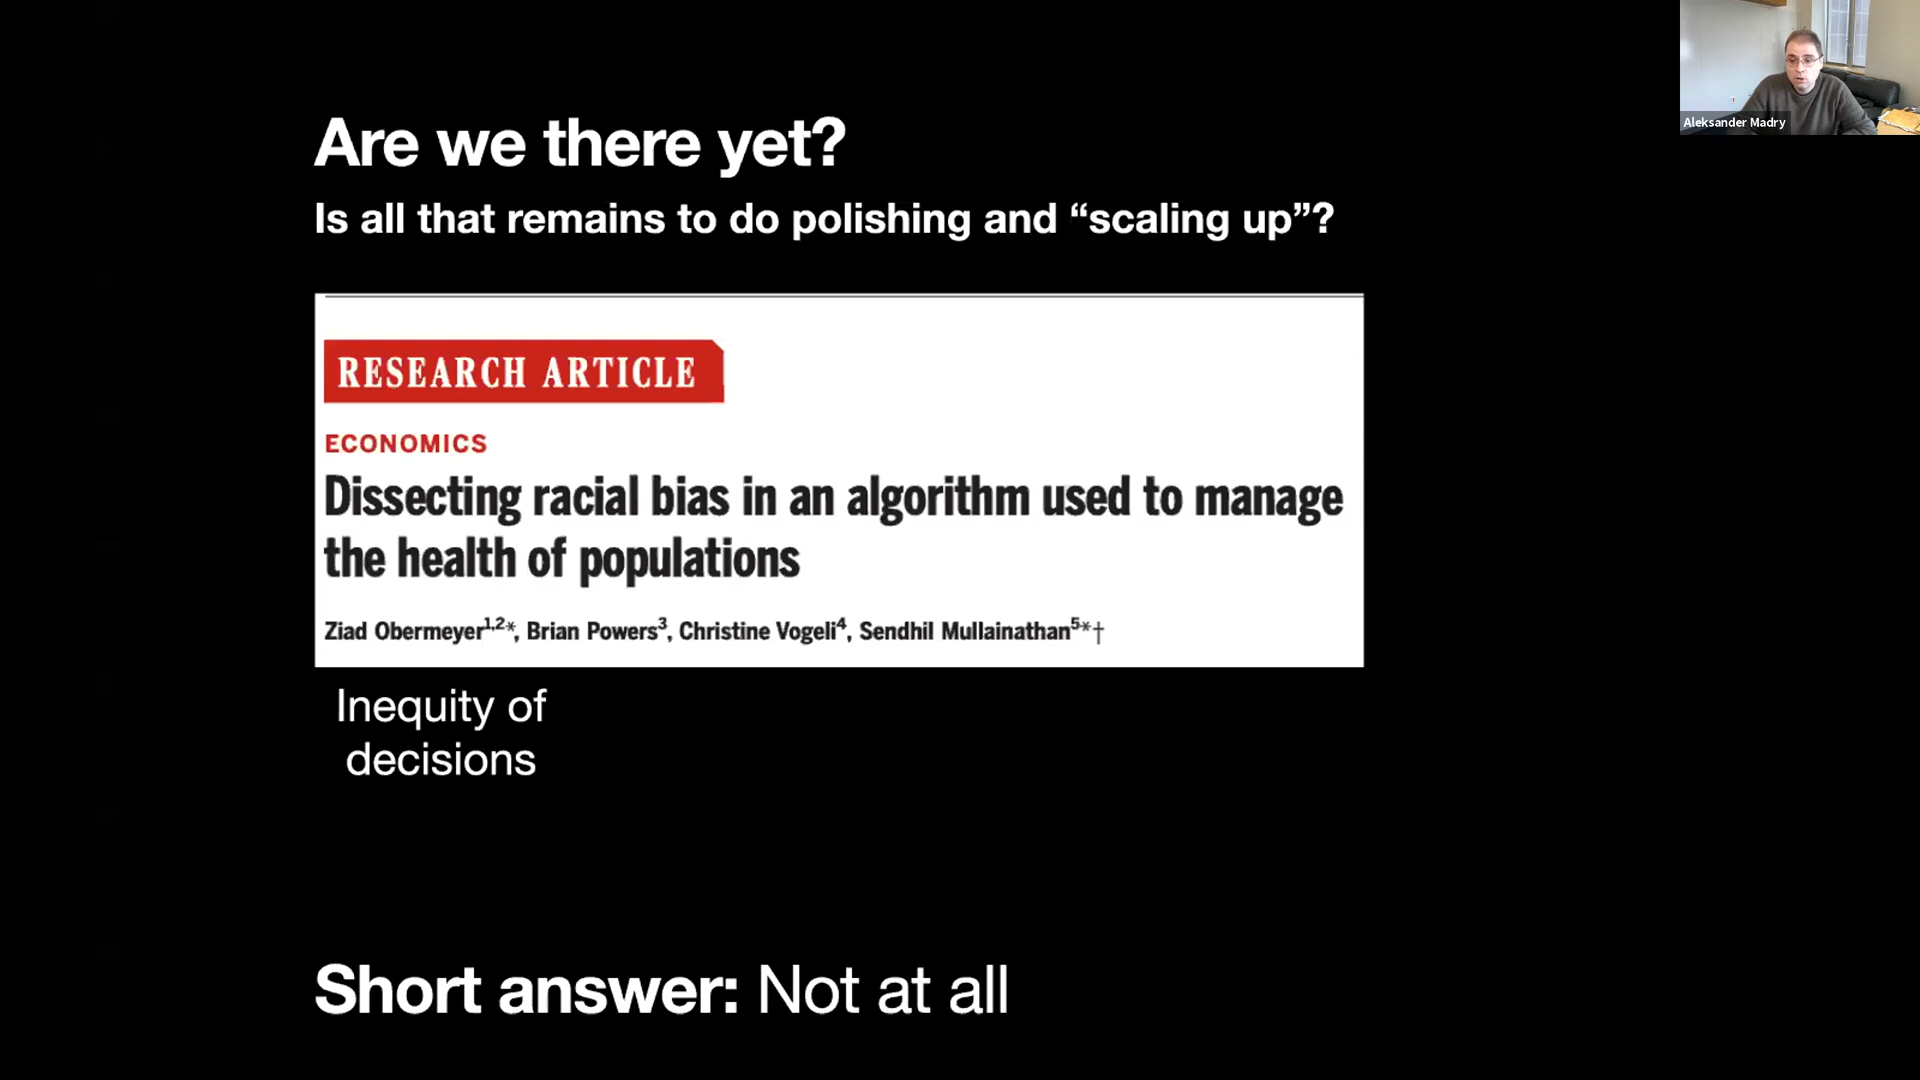 Aleksander Madry
Are we there yet?
Is all that remains to do polishing and “scaling up”?
RESEARCH ARTICLE
ECONOMICS
Dissecting racial bias in an algorithm used to manage
the health of populations
Ziad Obermeyer1,2*, Brian Powers3, Christine Vogeli4, Sendhil Mullainathan5*†
Inequity of
decisions
Short answer: Not at all